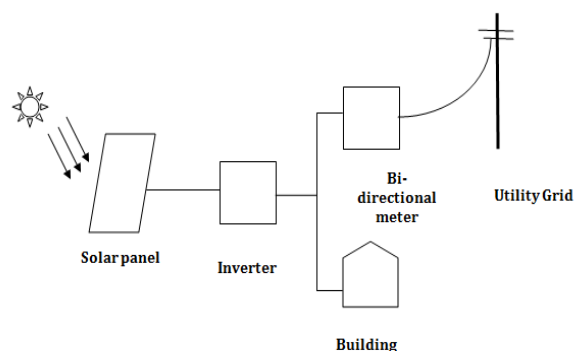 Solar panel
Inverter
Bi-
directional
meter
Utility Grid
Building